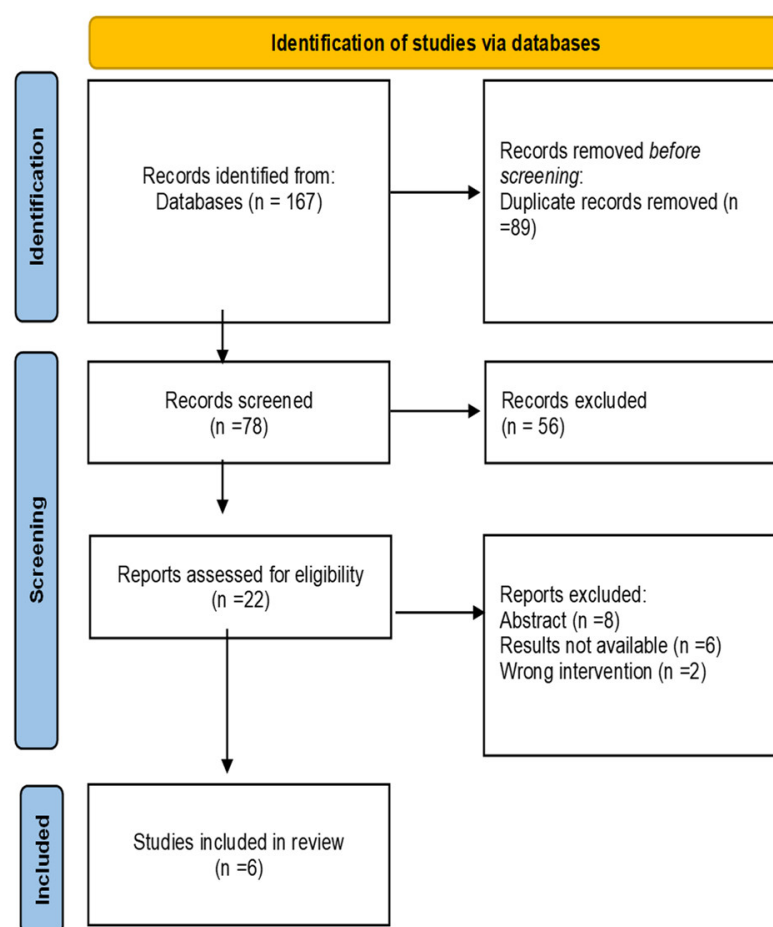 Identification of studies via databases
Identification
Records identified from:
Databases (n = 167)
Records removed before
screening:
Duplicate records removed (n
=89)
Screening
Records screened
(n =78)
Records excluded
(n = 56)
Reports assessed for eligibility
(n =22)
Reports excluded:
Abstract (n =8)
Results not available (n =6)
Wrong intervention (n =2)
Included
Studies included in review
(n =6)